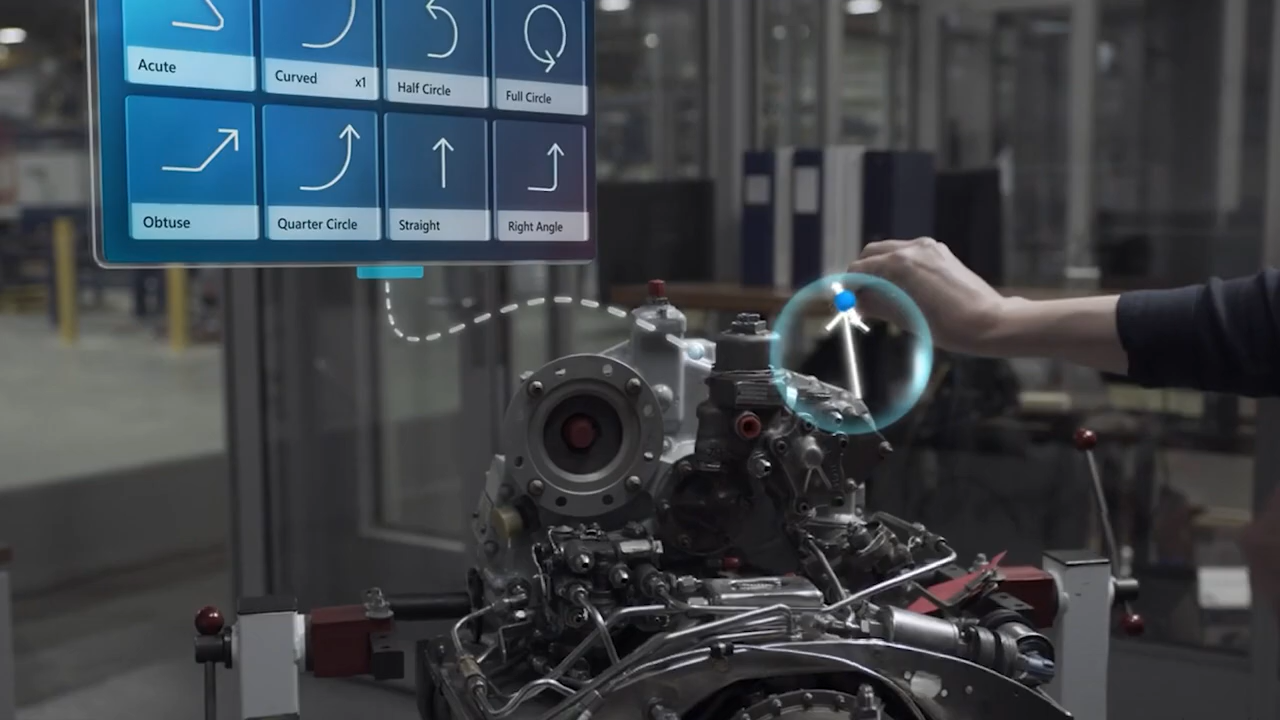 Acute
Curved x1
Half Circle
Full Circle
Obtuse
Quarter Circle
Straight
Right Angle